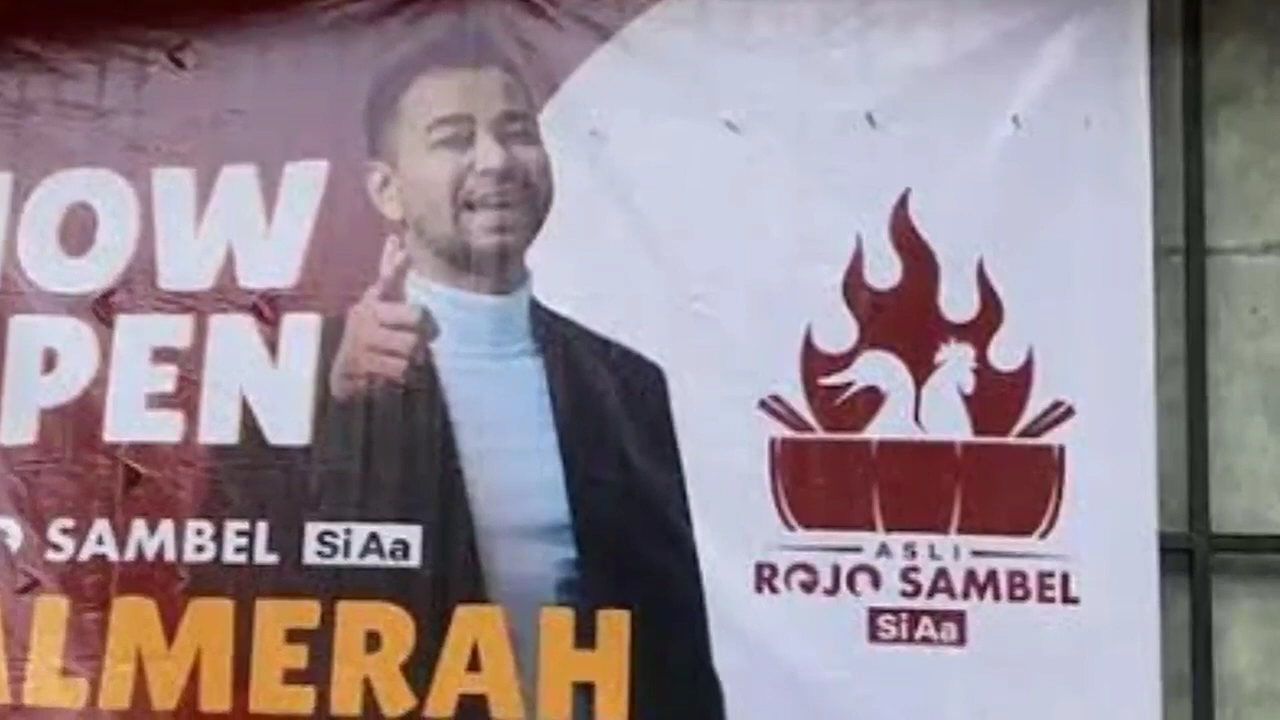 NOW
OPEN
SAMBEL SiAa
ALMERAH
ASLI
ROJO SAMBEL
SiAa